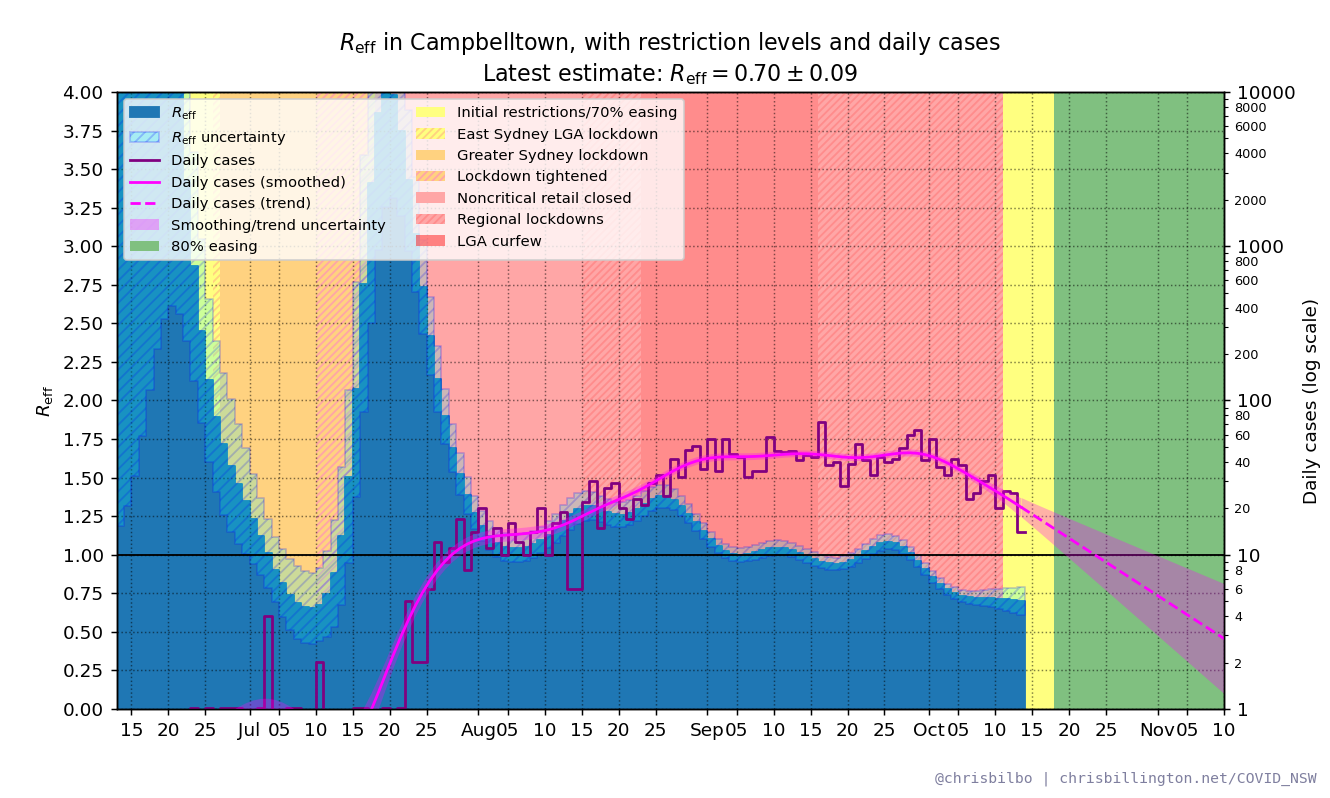 Reff in Campbelltown, with restriction levels and daily cases
Latest estimate: Reff = 0.70 ± 0.09
Reff
Reff uncertainty
Daily cases
Daily cases (smoothed)
Daily cases (trend)
Smoothing/trend uncertainty
80% easing
Initial restrictions/70% easing
East Sydney LGA lockdown
Greater Sydney lockdown
Lockdown tightened
Noncritical retail closed
Regional lockdowns
LGA curfew
Reff
4.00
3.75
3.50
3.25
3.00
2.75
2.50
2.25
2.00
1.75
1.50
1.25
1.00
0.75
0.50
0.25
0.00
10000
8000
6000
4000
2000
1000
800
600
400
200
100
80
60
40
20
10
8
6
4
2
1
Daily cases (log scale)
15 20 25 Jul 05 10 15 20 25 Aug 05 10 15 20 25 Sep 05 10 15 20 25 Oct 05 10 15 20 25 Nov 05 10
@chrisbilbo | chrisbillington.net/COVID_NSW